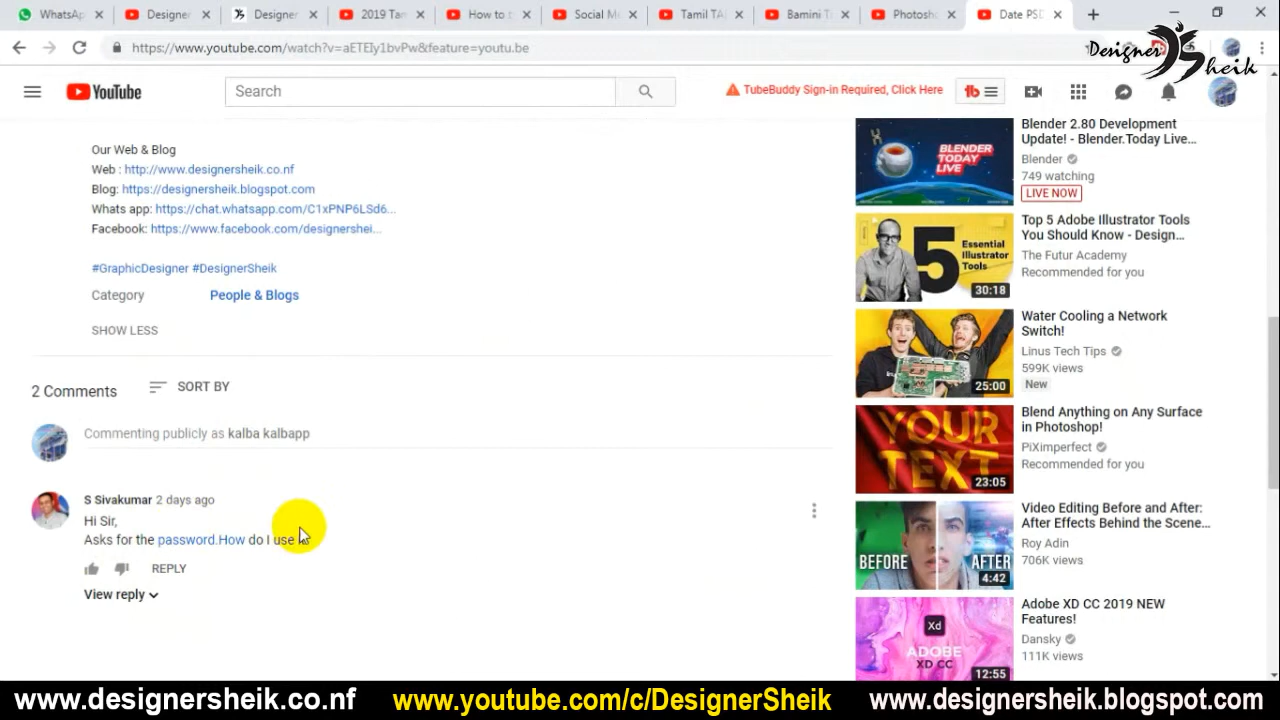 WhatsAp
Designer
Designer
2019 Tam
How to
Social Me
Tamil TA
Bamini T
Photosh
Date PSD
https://www.youtube.com/watch?v=aETEIy1bvPw&feature=youtu.be
Designer Sheik
YouTube
Search
TubeBuddy Sign-in Required, Click Here
tb
Our Web & Blog
Web : http://www.designersheik.co.nf
Blog: https://designersheik.blogspot.com
Whats app: https://chat.whatsapp.com/C1xPNP6LSd6...
Facebook: https://www.facebook.com/designershei...
#GraphicDesigner #DesignerSheik
Category People & Blogs
SHOW LESS
2 Comments SORT BY
Commenting publicly as kalba kalbapp
S Sivakumar 2 days ago
Hi Sir,
Asks for the password.How do I use
REPLY
View reply
BLENDER
TODAY
LIVE
Blender 2.80 Development
Update! - Blender.Today Live...
Blender
749 watching
LIVE NOW
5 Essential
Illustrator
Tools
30:18
Top 5 Adobe Illustrator Tools
You Should Know - Design...
The Futur Academy
Recommended for you
25:00
Water Cooling a Network
Switch!
Linus Tech Tips
599K views
New
YOUR
TEXT
23:05
Blend Anything on Any Surface
in Photoshop!
PiXimperfect
Recommended for you
BEFORE AFTER
4:42
Video Editing Before and After:
After Effects Behind the Scene...
Roy Adin
706K views
Xd
ADOBE
XD CC
12:55
Adobe XD CC 2019 NEW
Features!
Dansky
111K views
www.designersheik.co.nf www.youtube.com/c/DesignerSheik www.designersheik.blogspot.com